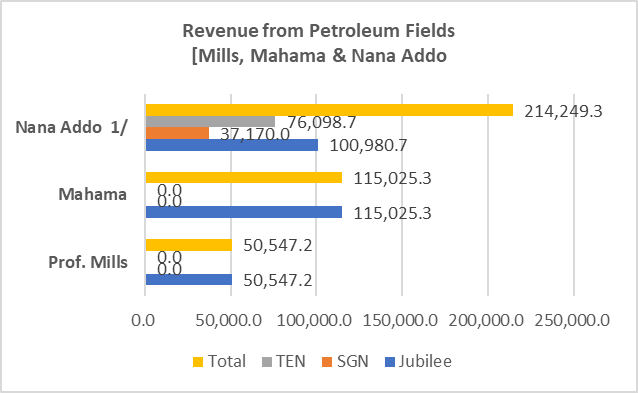 Revenue from Petroleum Fields
[Mills, Mahama & Nana Addo
214,249.3
76,098.7
Nana Addo 1/
37,170.0
100,980.7
115,025.3
0.0
Mahama
0.0
115,025.3
50,547.2
0.0
Prof. Mills
0.0
50,547.2
0.0 50,000.0 100,000.0 150,000.0 200,000.0 250,000.0
Total TEN SGN Jubilee